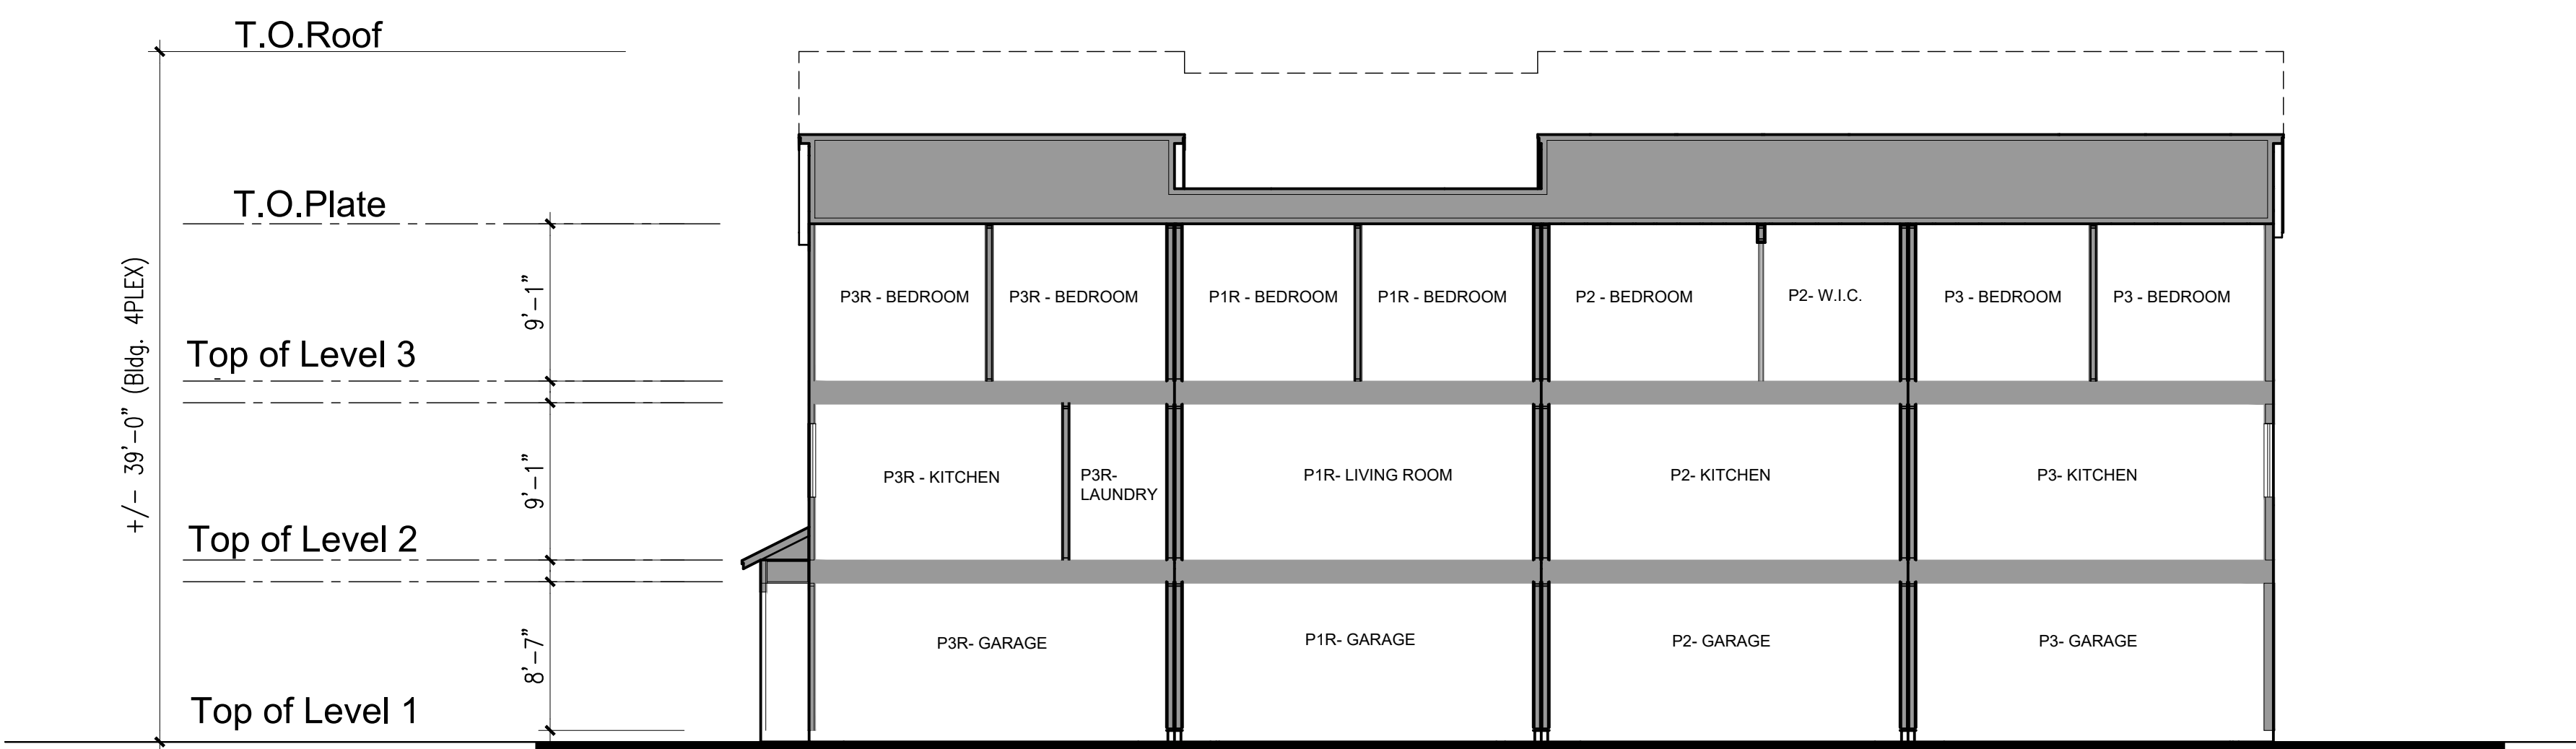 T.O.Roof
T.O.Plate
+/- 39'-0" (Bldg. 4PLEX)
9'-1"
P3R - BEDROOM
P3R - BEDROOM
P1R - BEDROOM
P1R - BEDROOM
P2 - BEDROOM
P2- W.I.C.
P3 - BEDROOM
P3 - BEDROOM
Top of Level 3
9'-1"
P3R - KITCHEN
P3R-
LAUNDRY
P1R- LIVING ROOM
P2- KITCHEN
P3- KITCHEN
Top of Level 2
8'-7"
P3R- GARAGE
P1R- GARAGE
P2- GARAGE
P3- GARAGE
Top of Level 1